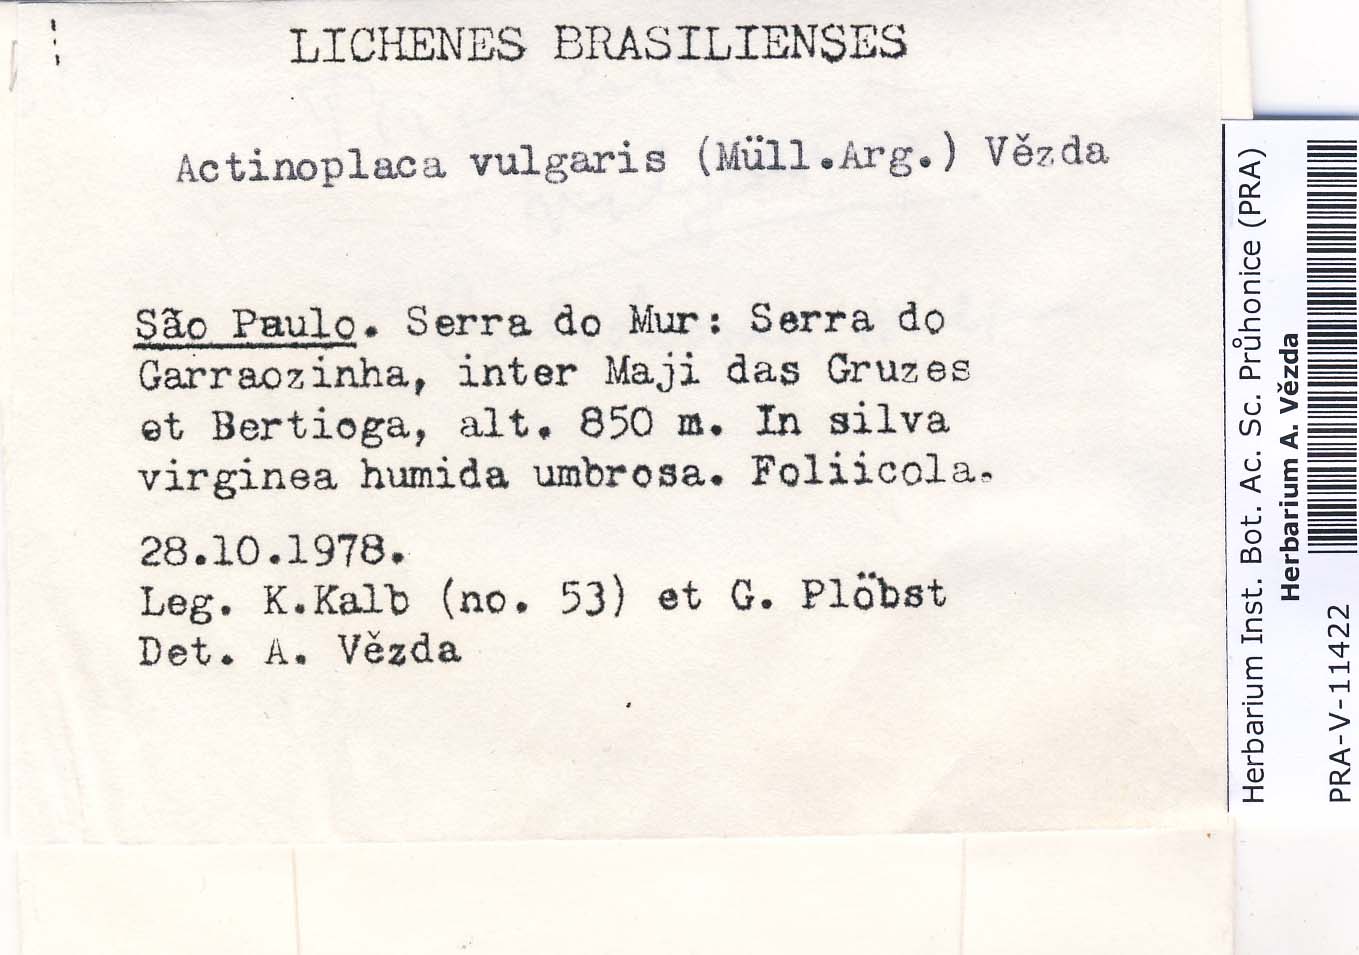 LICHENES BRASILIENSES
Actinoplaca vulgaris (Müll.Arg.) Vězda
São Paulo. Serra do Mur: Serra do
Garraozinha, inter Maji das Gruzes
et Bertioga, alt. 850 m. In silva
virginea humida umbrosa. Foliicola.
28.10.1978.
Leg. K.Kalb (no. 53) et G. Plöbst
Det. A. Vězda
Herbarium Inst. Bot. Ac. Sc. Průhonice (PRA)
Herbarium A. Vězda
PRA-V-11422